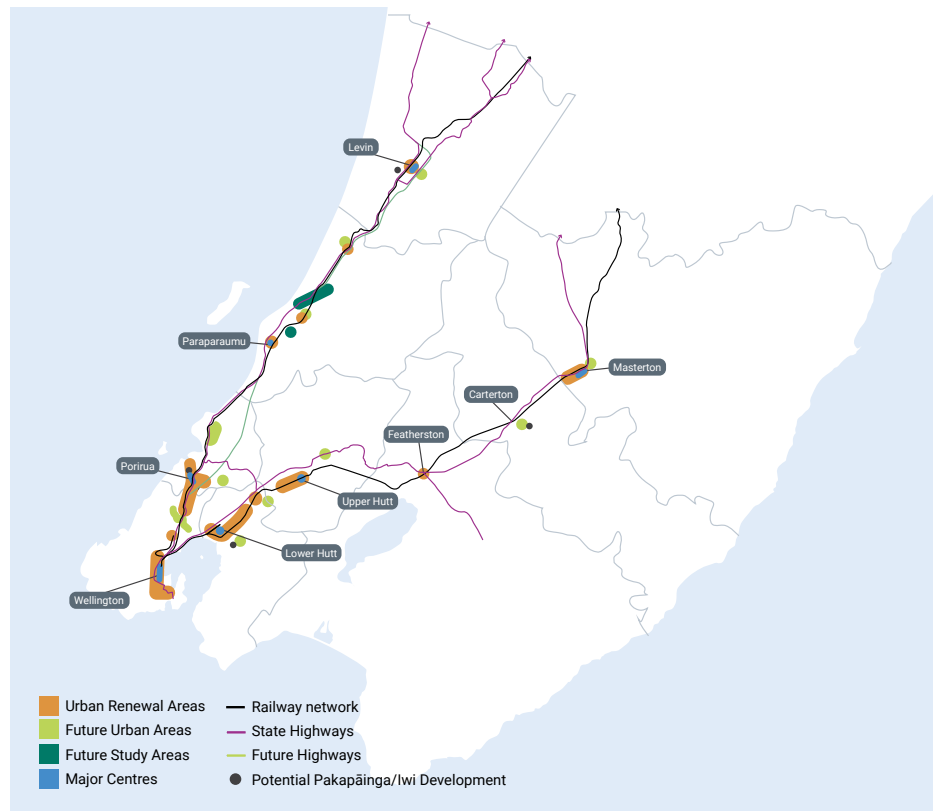 Levin
Paraparaumu
Masterton
Carterton
Featherston
Porirua
Upper Hutt
Lower Hutt
Wellington
Urban Renewal Areas
Future Urban Areas
Future Study Areas
Major Centres
Railway network
State Highways
Future Highways
Potential Pakapāinga/Iwi Development